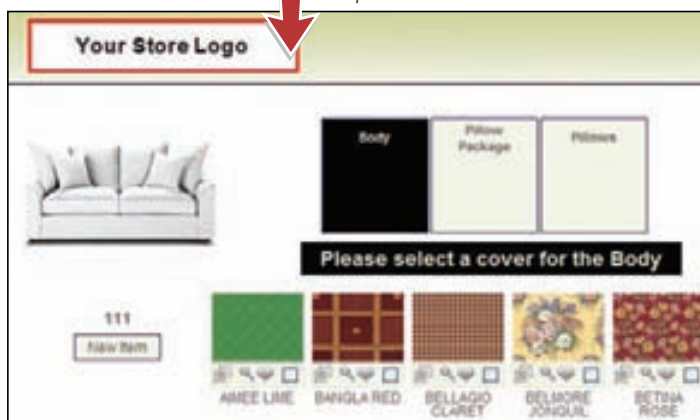 Your Store Logo
Body
Pillow
Package
Pillows
Please select a cover for the Body
111
New Item
AIMEE LIME
BANGLA RED
BELLAGIO
CLARET
BELMORE
JONQUIL
BETINA
ROSE